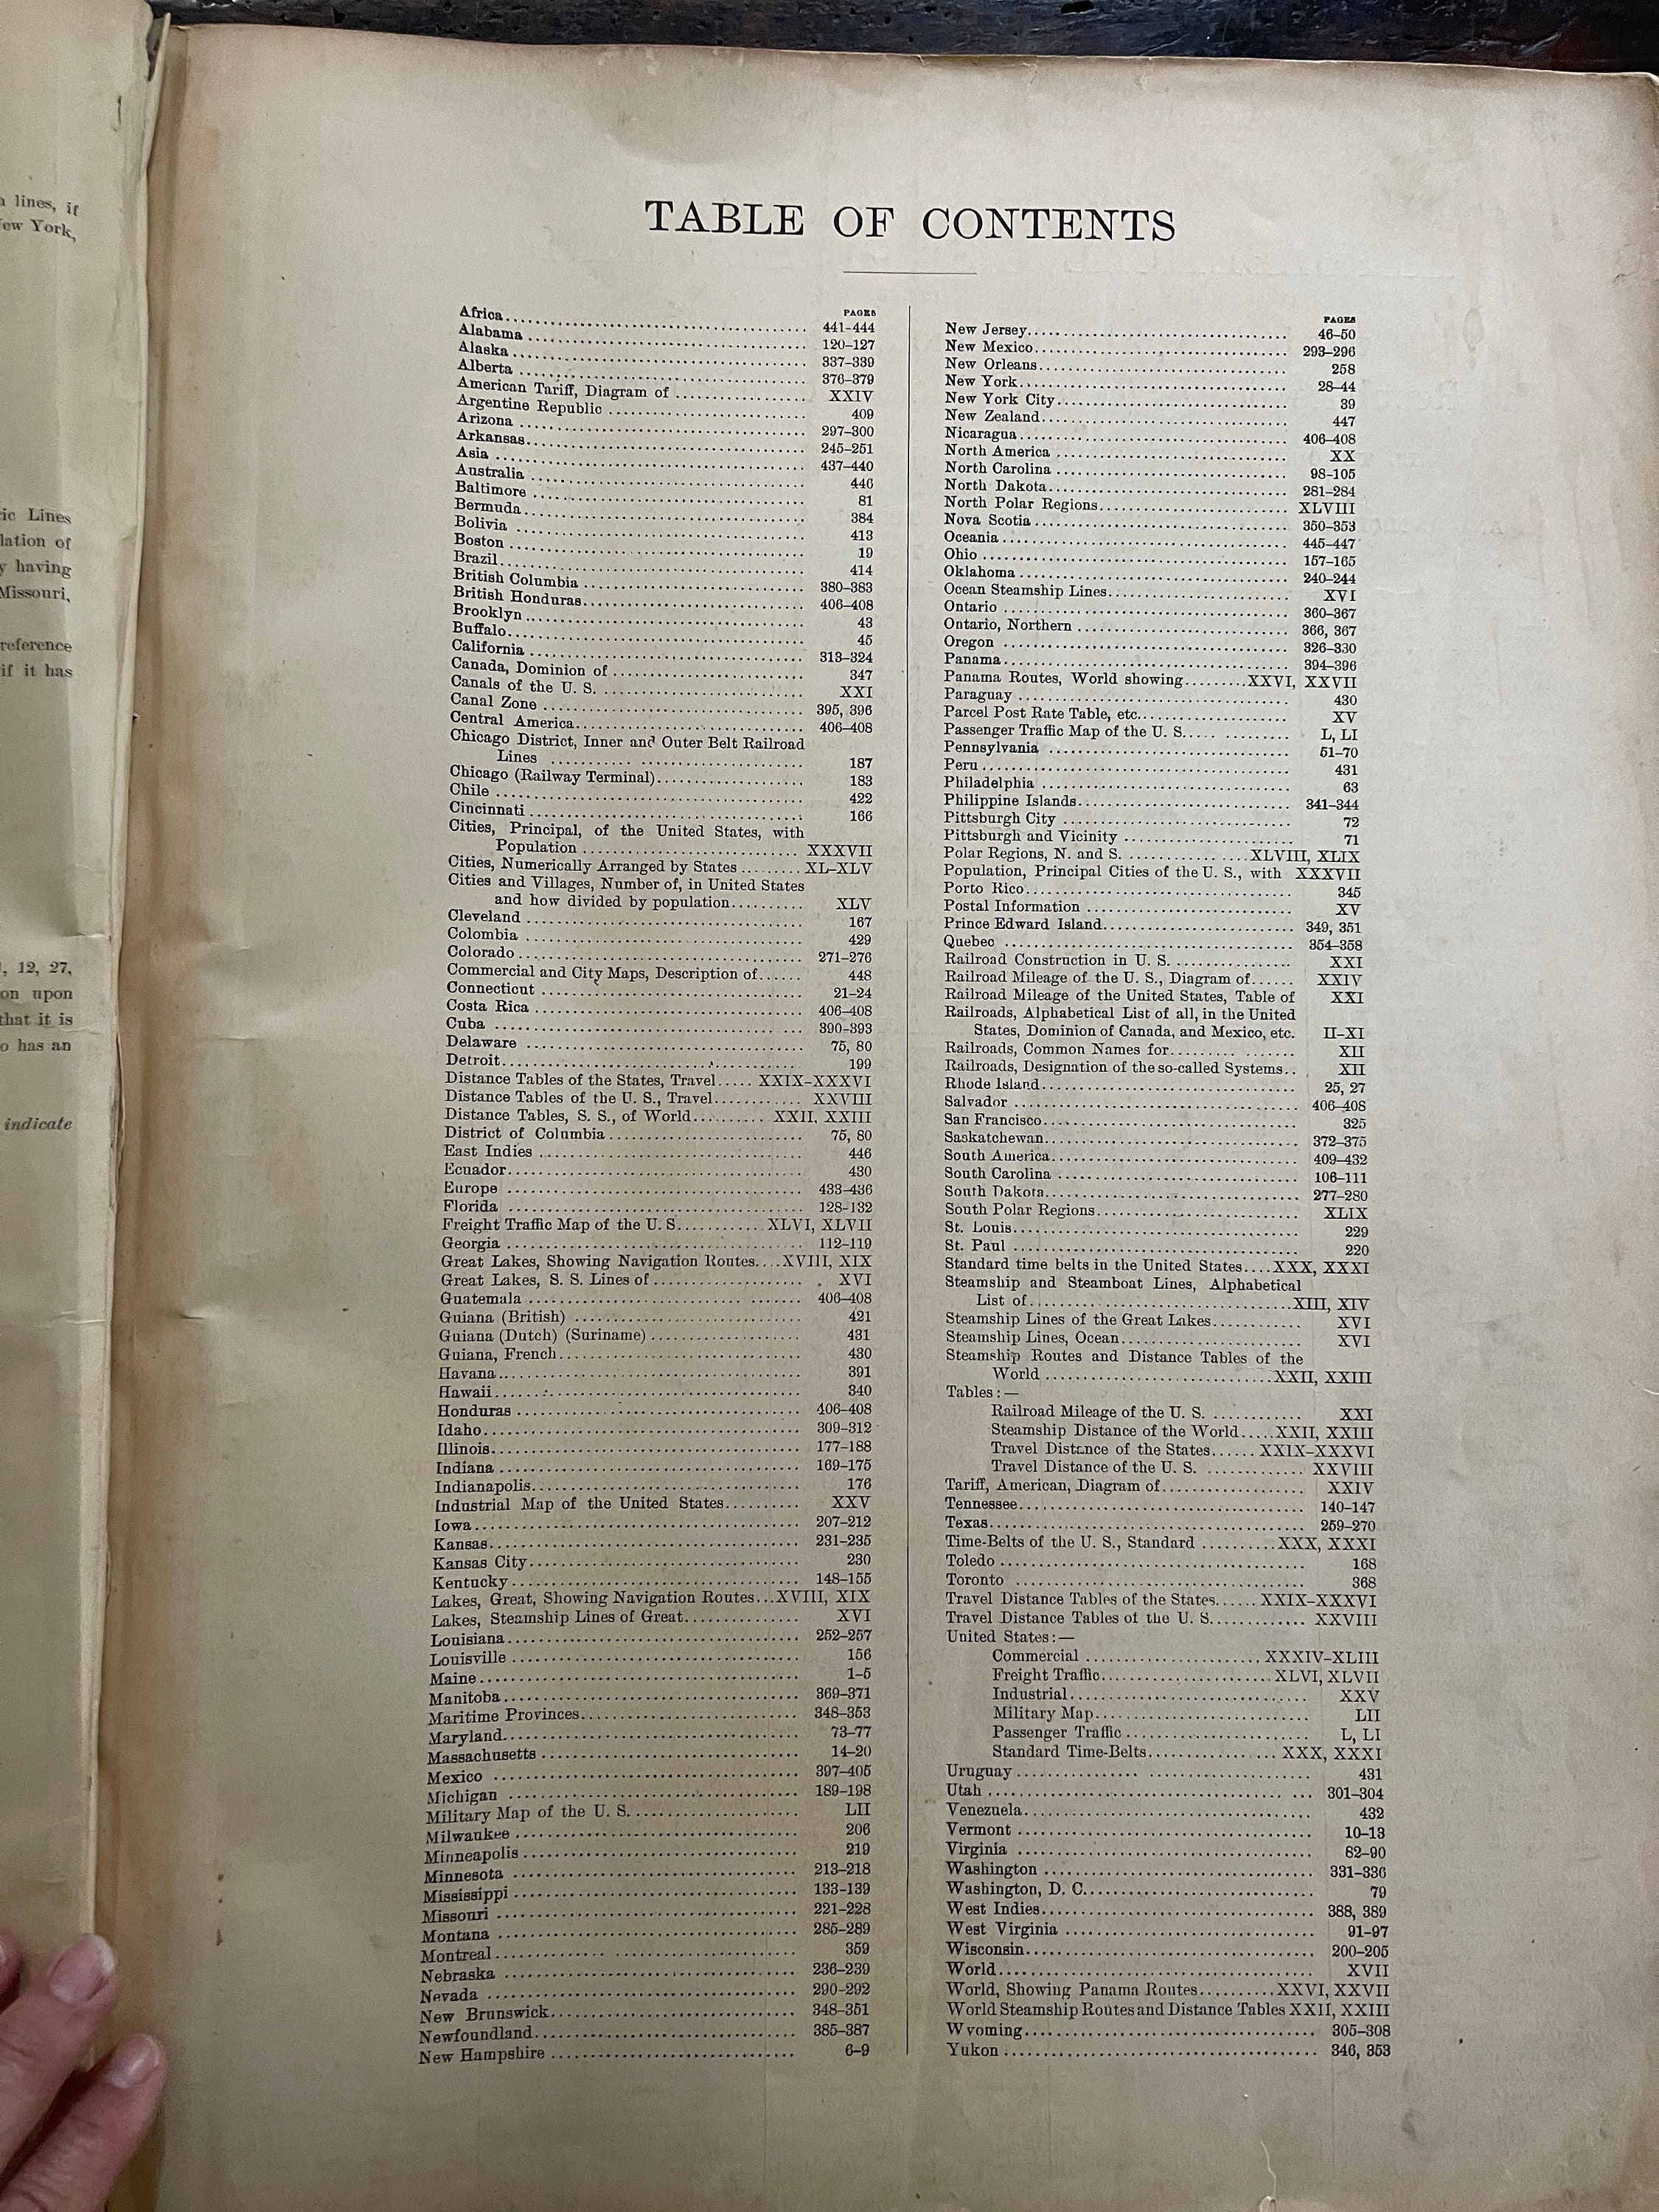 n lines, if
New York,
ric Lines
lation of
y having
Missouri,
reference
if it has
, 12, 27,
on upon
that it is
o has an
indicate
TABLE OF CONTENTS
PAGES
Africa 441-444
Alabama 120-127
Alaska 337-339
Alberta 376-379
American Tariff, Diagram of XXIV
Argentine Republic 409
Arizona 297-300
Arkansas 245-251
Asia 437-440
Australia 446
Baltimore 81
Bermuda 384
Bolivia 413
Boston 19
Brazil 414
British Columbia 380-383
British Honduras 406-408
Brooklyn 43
Buffalo 45
California 313-324
Canada, Dominion of 347
Canals of the U. S. XXI
Canal Zone 395, 396
Central America 406-408
Chicago District, Inner and Outer Belt Railroad
Lines 187
Chicago (Railway Terminal) 183
Chile 422
Cincinnati 166
Cities, Principal, of the United States, with
Population XXXVII
Cities, Numerically Arranged by States XL-XLV
Cities and Villages, Number of, in United States
and how divided by population XLV
Cleveland 167
Colombia 429
Colorado 271-276
Commercial and City Maps, Description of 448
Connecticut 21-24
Costa Rica 406-408
Cuba 390-393
Delaware 75, 80
Detroit 199
Distance Tables of the States, Travel XXIX-XXXVI
Distance Tables of the U. S., Travel XXVIII
Distance Tables, S. S., of World XXII, XXIII
District of Columbia 75, 80
East Indies 446
Ecuador 430
Europe 433-436
Florida 128-132
Freight Traffic Map of the U. S. XLVI, XLVII
Georgia 112-119
Great Lakes, Showing Navigation Routes XVIII, XIX
Great Lakes, S. S. Lines of XVI
Guatemala 406-408
Guiana (British) 421
Guiana (Dutch) (Suriname) 431
Guiana, French 430
Havana 391
Hawaii 340
Honduras 406-408
Idaho 309-312
Illinois 177-188
Indiana 169-175
Indianapolis 176
Industrial Map of the United States XXV
Iowa 207-212
Kansas 231-235
Kansas City 230
Kentucky 148-155
Lakes, Great, Showing Navigation Routes XVIII, XIX
Lakes, Steamship Lines of Great XVI
Louisiana 252-257
Louisville 156
Maine 1-5
Manitoba 369-371
Maritime Provinces 348-353
Maryland 73-77
Massachusetts 14-20
Mexico 397-405
Michigan 189-198
Military Map of the U. S. LII
Milwaukee 206
Minneapolis 219
Minnesota 213-218
Mississippi 133-139
Missouri 221-228
Montana 285-289
Montreal 359
Nebraska 236-239
Nevada 290-292
New Brunswick 348-351
Newfoundland 385-387
New Hampshire 6-9
PAGES
New Jersey 46-50
New Mexico 293-296
New Orleans 258
New York 28-44
New York City 39
New Zealand 447
Nicaragua 406-408
North America XX
North Carolina 98-105
North Dakota 281-284
North Polar Regions XLVIII
Nova Scotia 350-353
Oceania 445-447
Ohio 157-165
Oklahoma 240-244
Ocean Steamship Lines XVI
Ontario 360-367
Ontario, Northern 366, 367
Oregon 326-330
Panama 394-396
Panama Routes, World showing XXVI, XXVII
Paraguay 430
Parcel Post Rate Table, etc. XV
Passenger Traffic Map of the U. S. L, LI
Pennsylvania 51-70
Peru 431
Philadelphia 63
Philippine Islands 341-344
Pittsburgh City 72
Pittsburgh and Vicinity 71
Polar Regions, N. and S. XLVIII, XLIX
Population, Principal Cities of the U. S., with XXXVII
Porto Rico 345
Postal Information XV
Prince Edward Island 349, 351
Quebec 354-358
Railroad Construction in U. S. XXI
Railroad Mileage of the U. S., Diagram of XXIV
Railroad Mileage of the United States, Table of XXI
Railroads, Alphabetical List of all, in the United
States, Dominion of Canada, and Mexico, etc. II-XI
Railroads, Common Names for XII
Railroads, Designation of the so-called Systems XII
Rhode Island 25, 27
Salvador 406-408
San Francisco 325
Saskatchewan 372-375
South America 409-432
South Carolina 106-111
South Dakota 277-280
South Polar Regions XLIX
St. Louis 229
St. Paul 220
Standard time belts in the United States XXX, XXXI
Steamship and Steamboat Lines, Alphabetical
List of XIII, XIV
Steamship Lines of the Great Lakes XVI
Steamship Lines, Ocean XVI
Steamship Routes and Distance Tables of the
World XXII, XXIII
Tables:—
Railroad Mileage of the U. S. XXI
Steamship Distance of the World XXII, XXIII
Travel Distance of the States XXIX-XXXVI
Travel Distance of the U. S. XXVIII
Tariff, American, Diagram of XXIV
Tennessee 140-147
Texas 259-270
Time-Belts of the U. S., Standard XXX, XXXI
Toledo 168
Toronto 368
Travel Distance Tables of the States XXIX-XXXVI
Travel Distance Tables of the U. S. XXVIII
United States:—
Commercial XXXIV-XLIII
Freight Traffic XLVI, XLVII
Industrial XXV
Military Map LII
Passenger Traffic L, LI
Standard Time-Belts XXX, XXXI
Uruguay 431
Utah 301-304
Venezuela 432
Vermont 10-13
Virginia 82-90
Washington 331-336
Washington, D. C. 79
West Indies 388, 389
West Virginia 91-97
Wisconsin 200-205
World XVII
World, Showing Panama Routes XXVI, XXVII
World Steamship Routes and Distance Tables XXII, XXIII
Wyoming 305-308
Yukon 346, 353